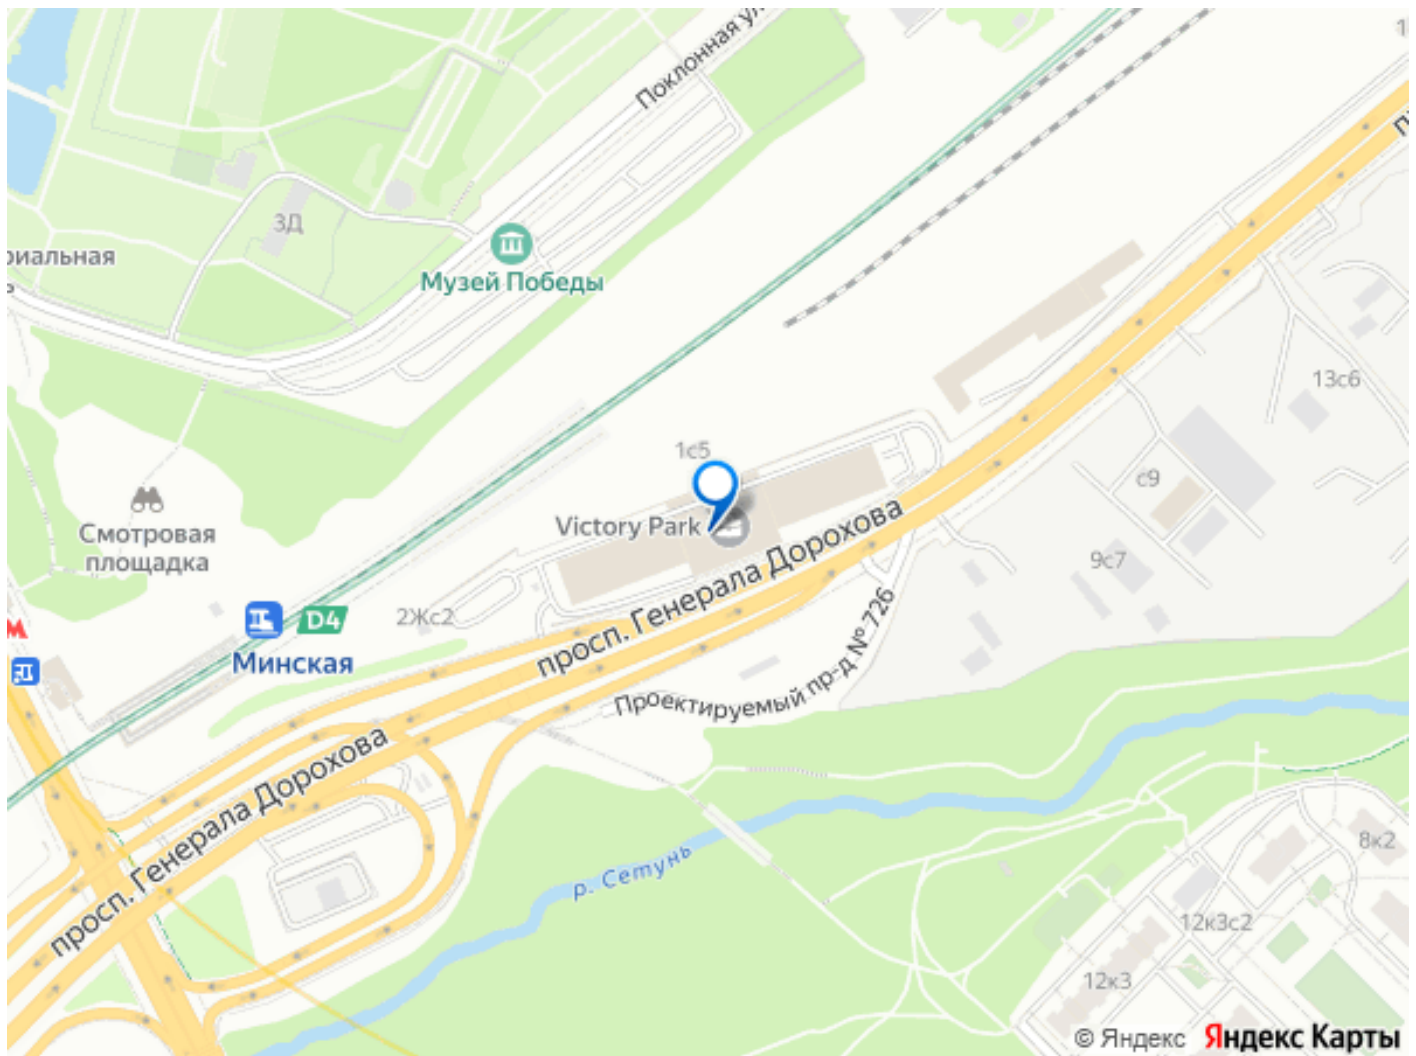 Поклонная ул.
3Д
Музей Победы
риальная
13с6
1с5
с9
Смотровая
площадка
Victory Park
просп. Генерала Дорохова
9с7
2Жс2
D4
Минская
Проектируемый пр-д № 726
просп. Генерала Дорохова
р. Сетунь
8к2
12к3с2
12к3
© Яндекс Яндекс Карты